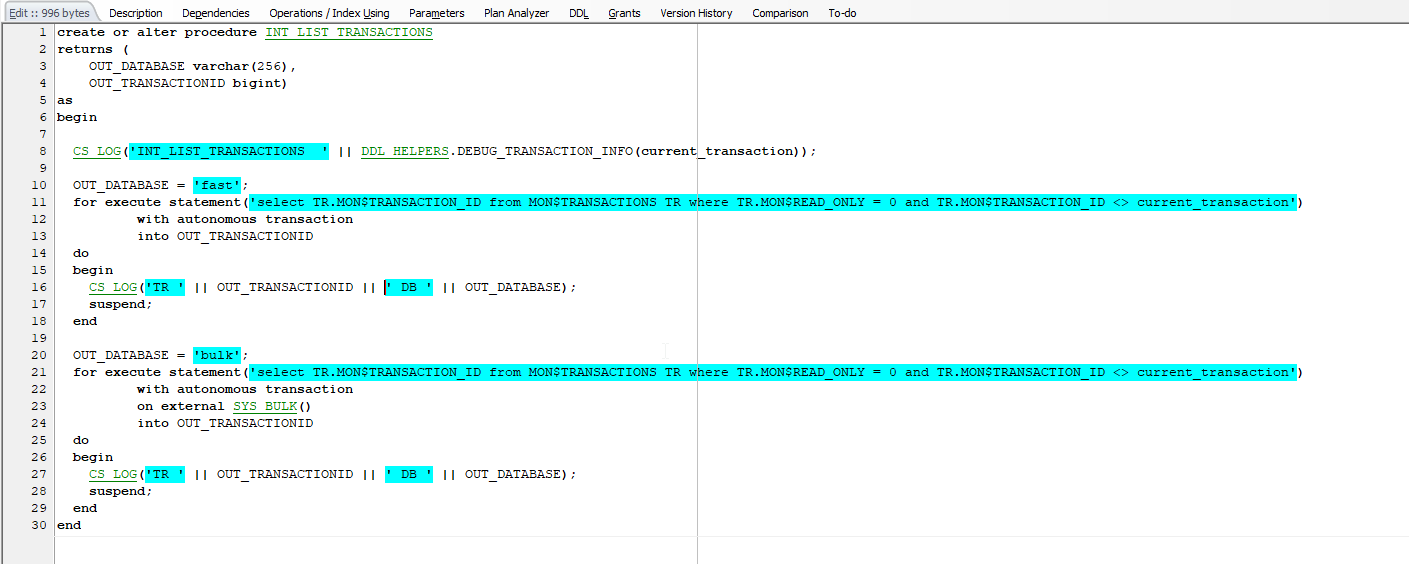 Edit :: 996 bytes Description Dependencies Operations / Index Using Parameters Plan Analyzer DDL Grants Version History Comparison To-do
1 create or alter procedure INT_LIST_TRANSACTIONS
2 returns (
3     OUT_DATABASE varchar(256),
4     OUT_TRANSACTIONID bigint)
5 as
6 begin
7
8   CS_LOG('INT_LIST_TRANSACTIONS  ' || DDL_HELPERS.DEBUG_TRANSACTION_INFO(current_transaction));
9
10   OUT_DATABASE = 'fast';
11   for execute statement('select TR.MON$TRANSACTION_ID from MON$TRANSACTIONS TR where TR.MON$READ_ONLY = 0 and TR.MON$TRANSACTION_ID <> current_transaction')
12           with autonomous transaction
13           into OUT_TRANSACTIONID
14   do
15   begin
16     CS_LOG('TR ' || OUT_TRANSACTIONID || ' DB ' || OUT_DATABASE);
17     suspend;
18   end
19
20   OUT_DATABASE = 'bulk';
21   for execute statement('select TR.MON$TRANSACTION_ID from MON$TRANSACTIONS TR where TR.MON$READ_ONLY = 0 and TR.MON$TRANSACTION_ID <> current_transaction')
22           with autonomous transaction
23           on external SYS_BULK()
24           into OUT_TRANSACTIONID
25   do
26   begin
27     CS_LOG('TR ' || OUT_TRANSACTIONID || ' DB ' || OUT_DATABASE);
28     suspend;
29   end
30 end